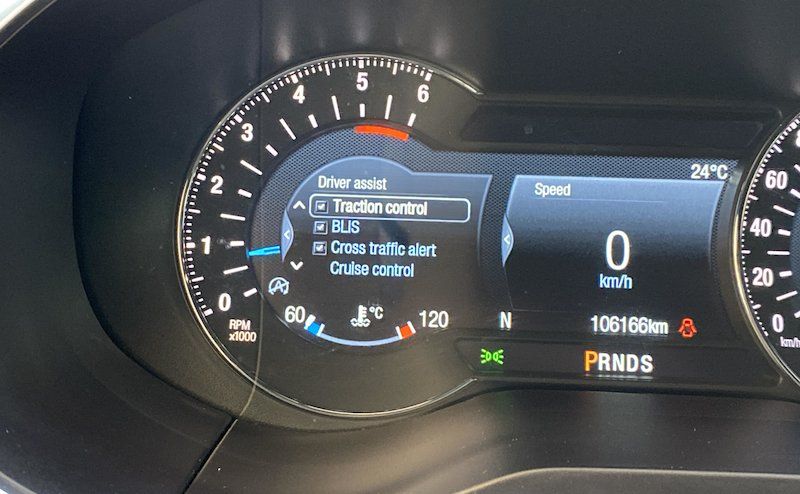 6
5
4
3
2
1
0
RPM
x1000
Driver assist
Traction control
BLIS
Cross traffic alert
Cruise control
60
°C
120
24°C
Speed
0
km/h
N
106166km
PRNDS
60
40
20
0
km/h